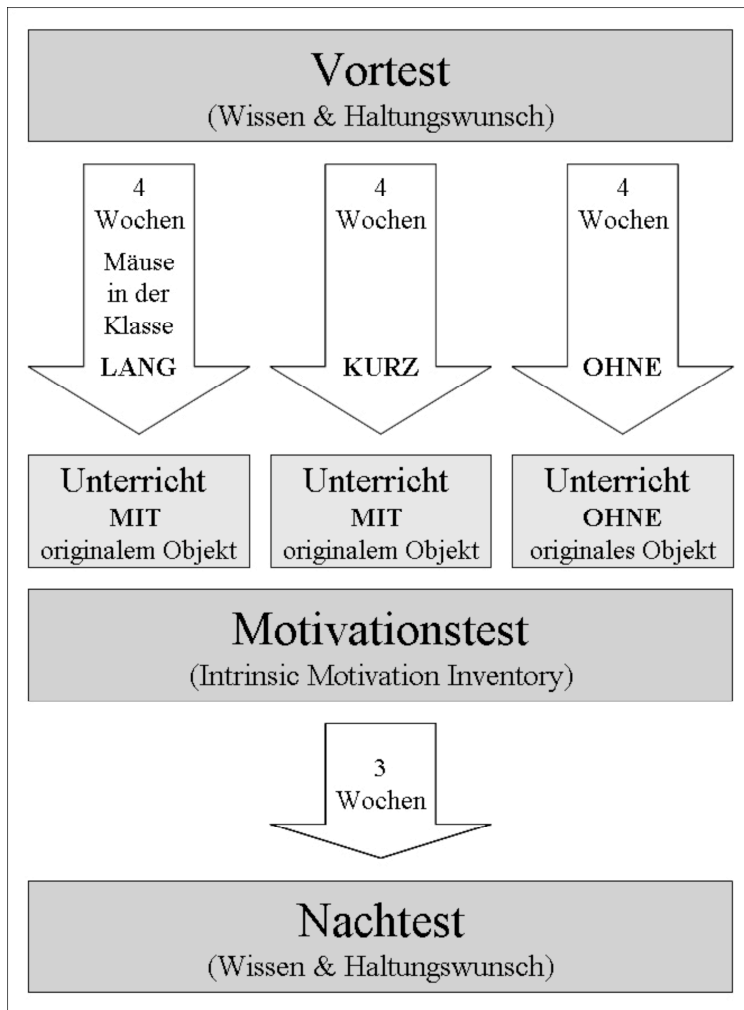 Vortest
(Wissen & Haltungswunsch)
4
Wochen
Mäuse
in der
Klasse
LANG
4
Wochen
KURZ
4
Wochen
OHNE
Unterricht
MIT
originalem Objekt
Unterricht
MIT
originalem Objekt
Unterricht
OHNE
originales Objekt
Motivationstest
(Intrinsic Motivation Inventory)
3
Wochen
Nachtest
(Wissen & Haltungswunsch)